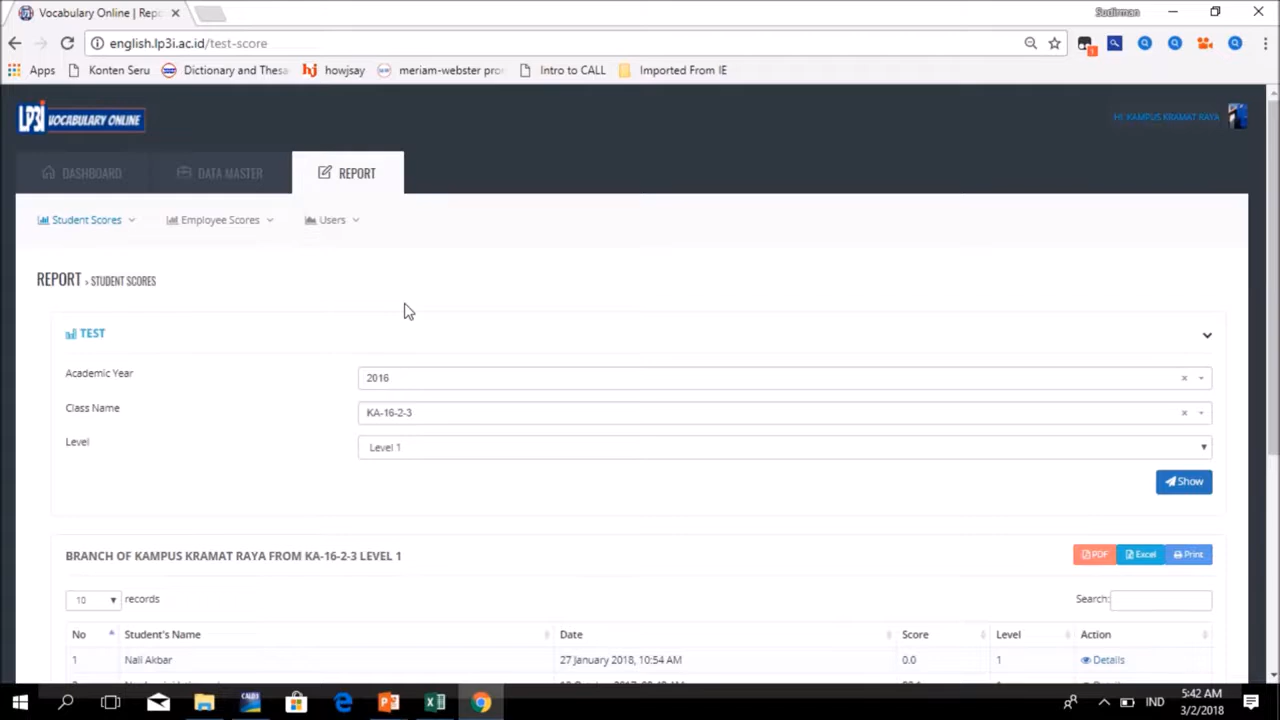 Vocabulary Online | Rep
Sudirman
english.lp3i.ac.id/test-score
Apps
Konten Seru
Dictionary and Thesa
hj howjsay
meriam-webster pro
Intro to CALL
Imported From IE
LP3I VOCABULARY ONLINE
HI, KAMPUS KRAMAT RAYA
DASHBOARD
DATA MASTER
REPORT
Student Scores
Employee Scores
Users
REPORT > STUDENT SCORES
TEST
Academic Year
2016
Class Name
KA-16-2-3
Level
Level 1
Show
BRANCH OF KAMPUS KRAMAT RAYA FROM KA-16-2-3 LEVEL 1
PDF
Excel
Print
10 records
Search:
No Student's Name Date Score Level Action
1 Nali Akbar 27 January 2018, 10:54 AM 0.0 1 Details
IND
5:42 AM
3/2/2018